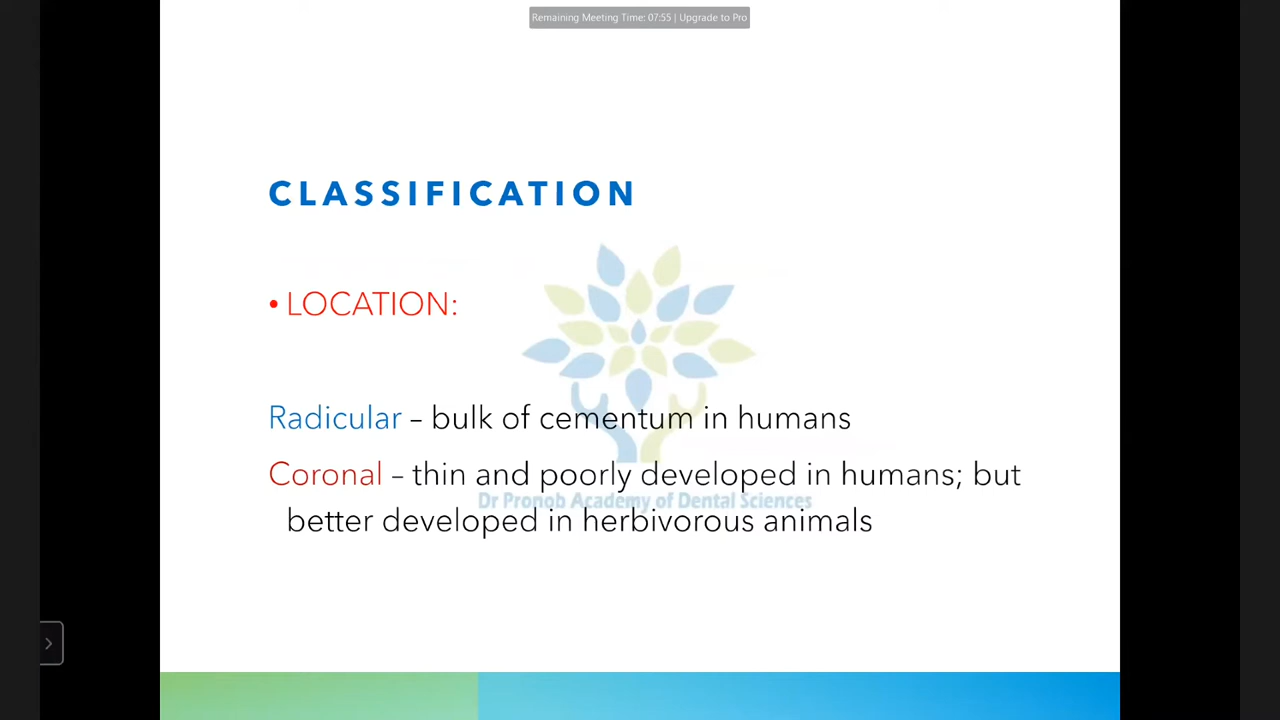 Remaining Meeting Time: 07:55 | Upgrade to Pro
CLASSIFICATION
• LOCATION:
Radicular – bulk of cementum in humans
Coronal – thin and poorly developed in humans; but
Dr Pronob Academy of Dental Sciences
better developed in herbivorous animals